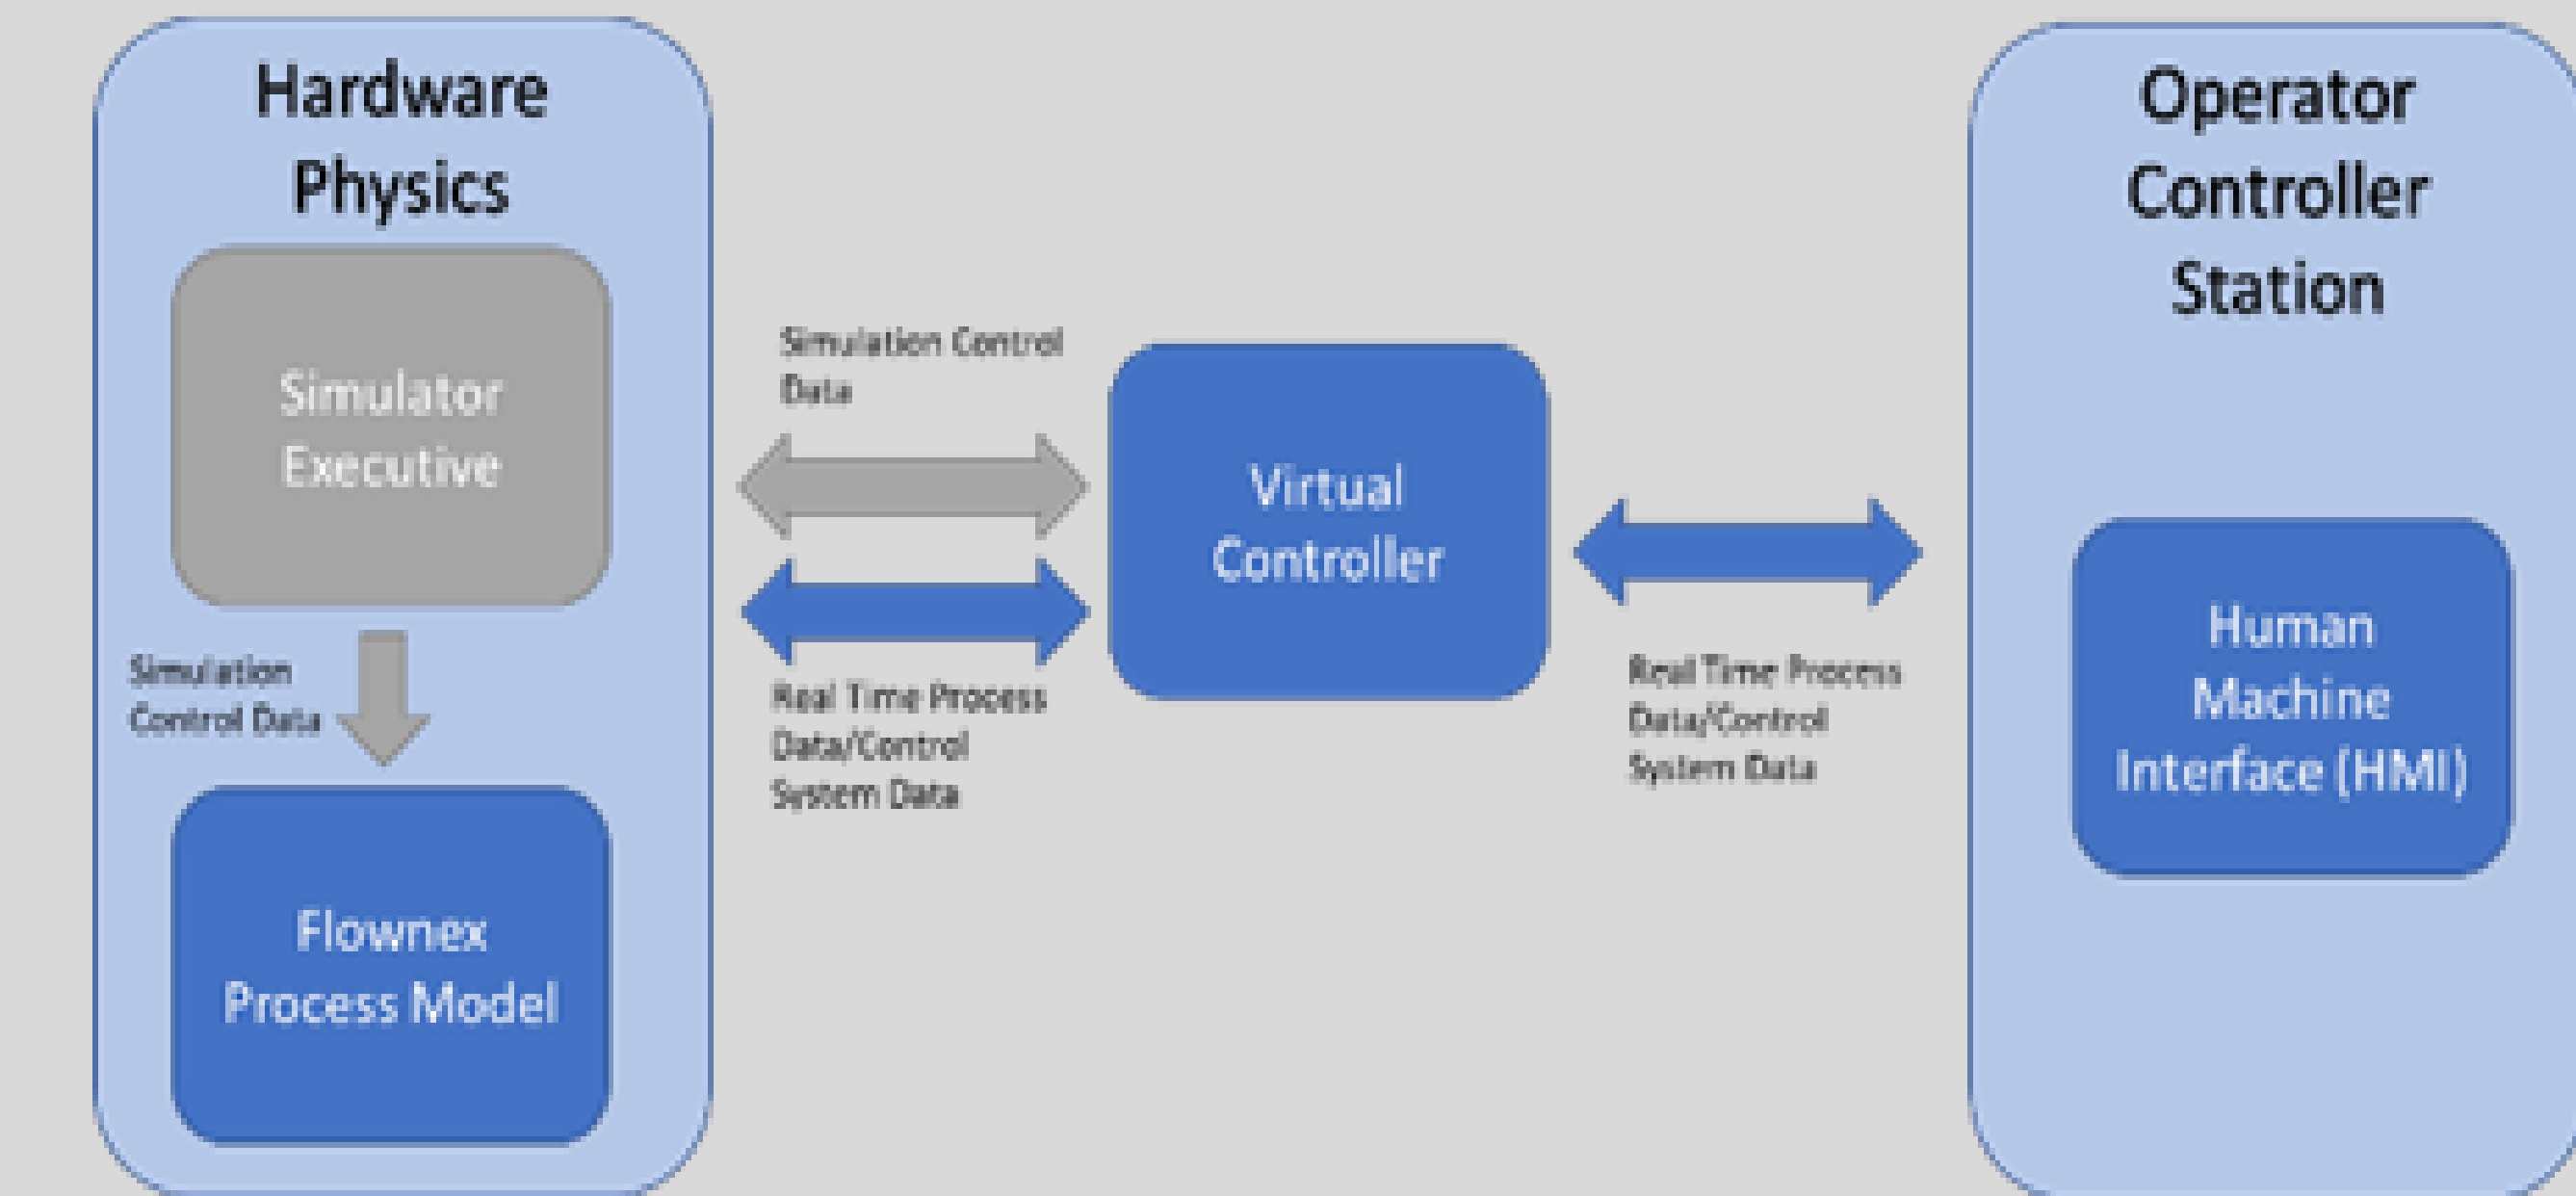 Hardware
Physics
Simulator
Executive
Simulation
Control Data
Flownex
Process Model
Simulation Control
Data
Real Time Process
Data/Control
System Data
Virtual
Controller
Real Time Process
Data/Control
System Data
Operator
Controller
Station
Human
Machine
Interface (HMI)